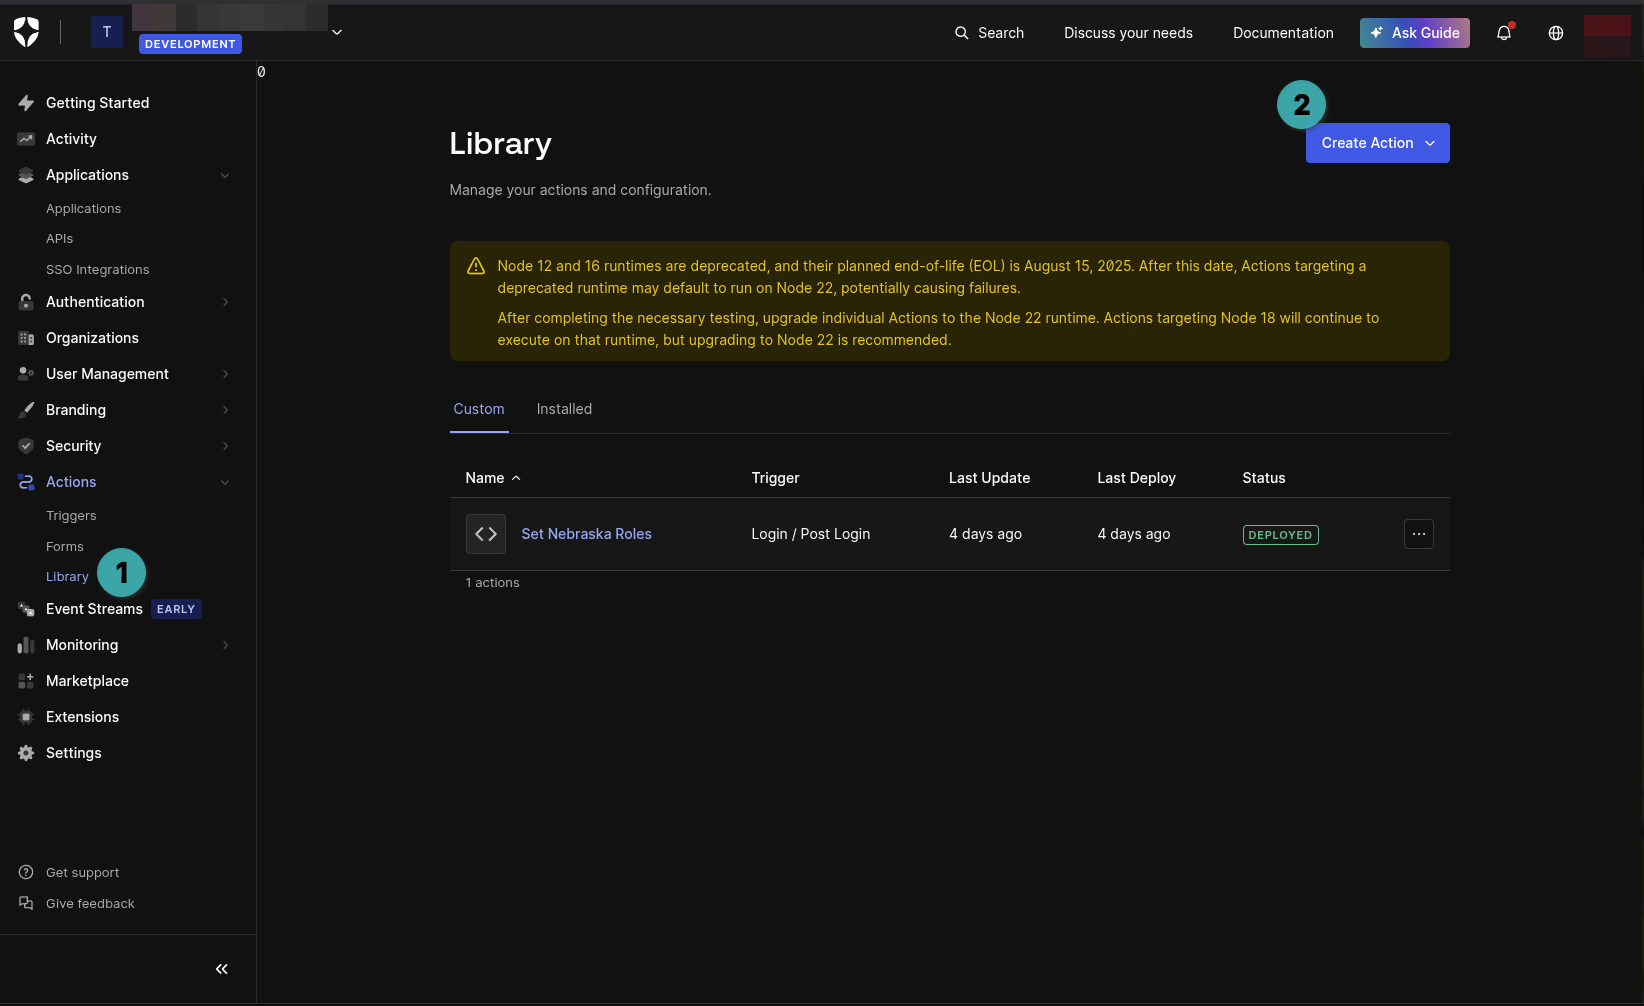 T
DEVELOPMENT
Search
Discuss your needs
Documentation
Ask Guide
0
Getting Started
Activity
Applications
Applications
APIs
SSO Integrations
Authentication
Organizations
User Management
Branding
Security
Actions
Triggers
Forms
Library
1
Event Streams EARLY
Monitoring
Marketplace
Extensions
Settings
Get support
Give feedback
2
Library
Create Action
Manage your actions and configuration.
Node 12 and 16 runtimes are deprecated, and their planned end-of-life (EOL) is August 15, 2025. After this date, Actions targeting a
deprecated runtime may default to run on Node 22, potentially causing failures.
After completing the necessary testing, upgrade individual Actions to the Node 22 runtime. Actions targeting Node 18 will continue to
execute on that runtime, but upgrading to Node 22 is recommended.
Custom Installed
Name Trigger Last Update Last Deploy Status
Set Nebraska Roles Login / Post Login 4 days ago 4 days ago DEPLOYED
1 actions